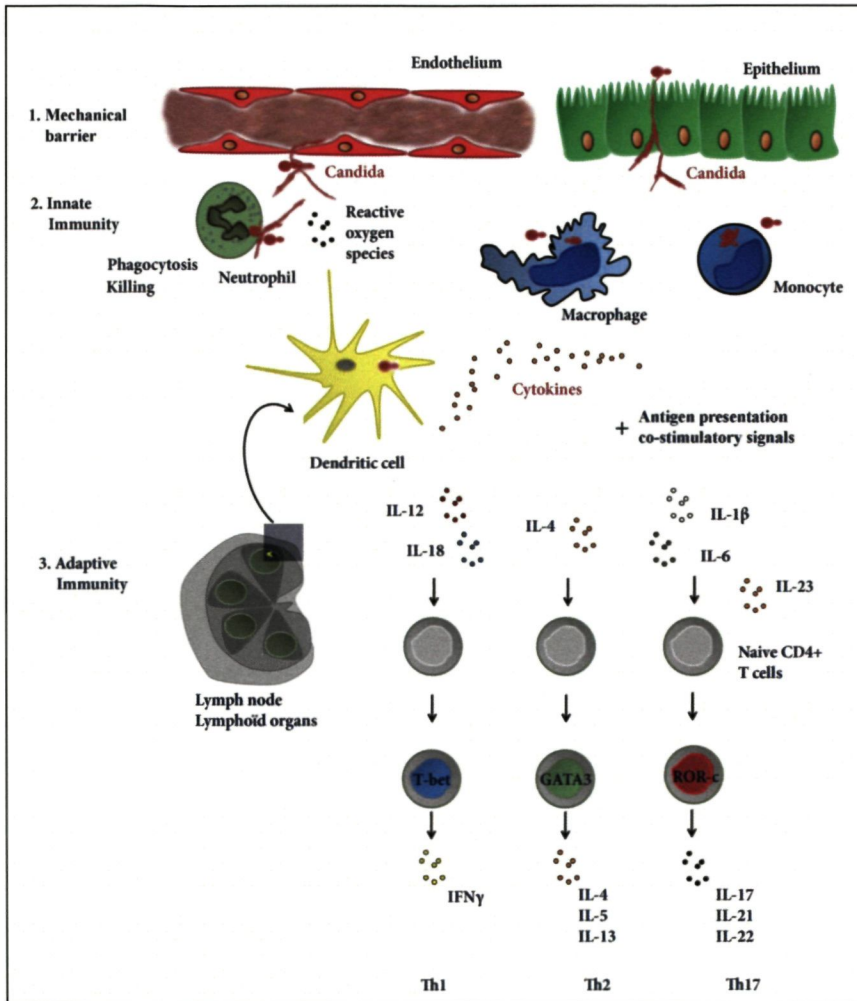 Endothelium
Epithelium
1. Mechanical
barrier
Candida
Candida
2. Innate
Immunity
Reactive
oxygen
species
Phagocytosis
Killing
Neutrophil
Macrophage
Monocyte
Cytokines
+ Antigen presentation
co-stimulatory signals
Dendritic cell
IL-12
IL-18
IL-4
IL-1β
IL-6
IL-23
3. Adaptive
Immunity
Naive CD4+
T cells
Lymph node
Lymphoïd organs
T-bet
GATA3
ROR-c
IFNγ
IL-4
IL-5
IL-13
IL-17
IL-21
IL-22
Th1
Th2
Th17